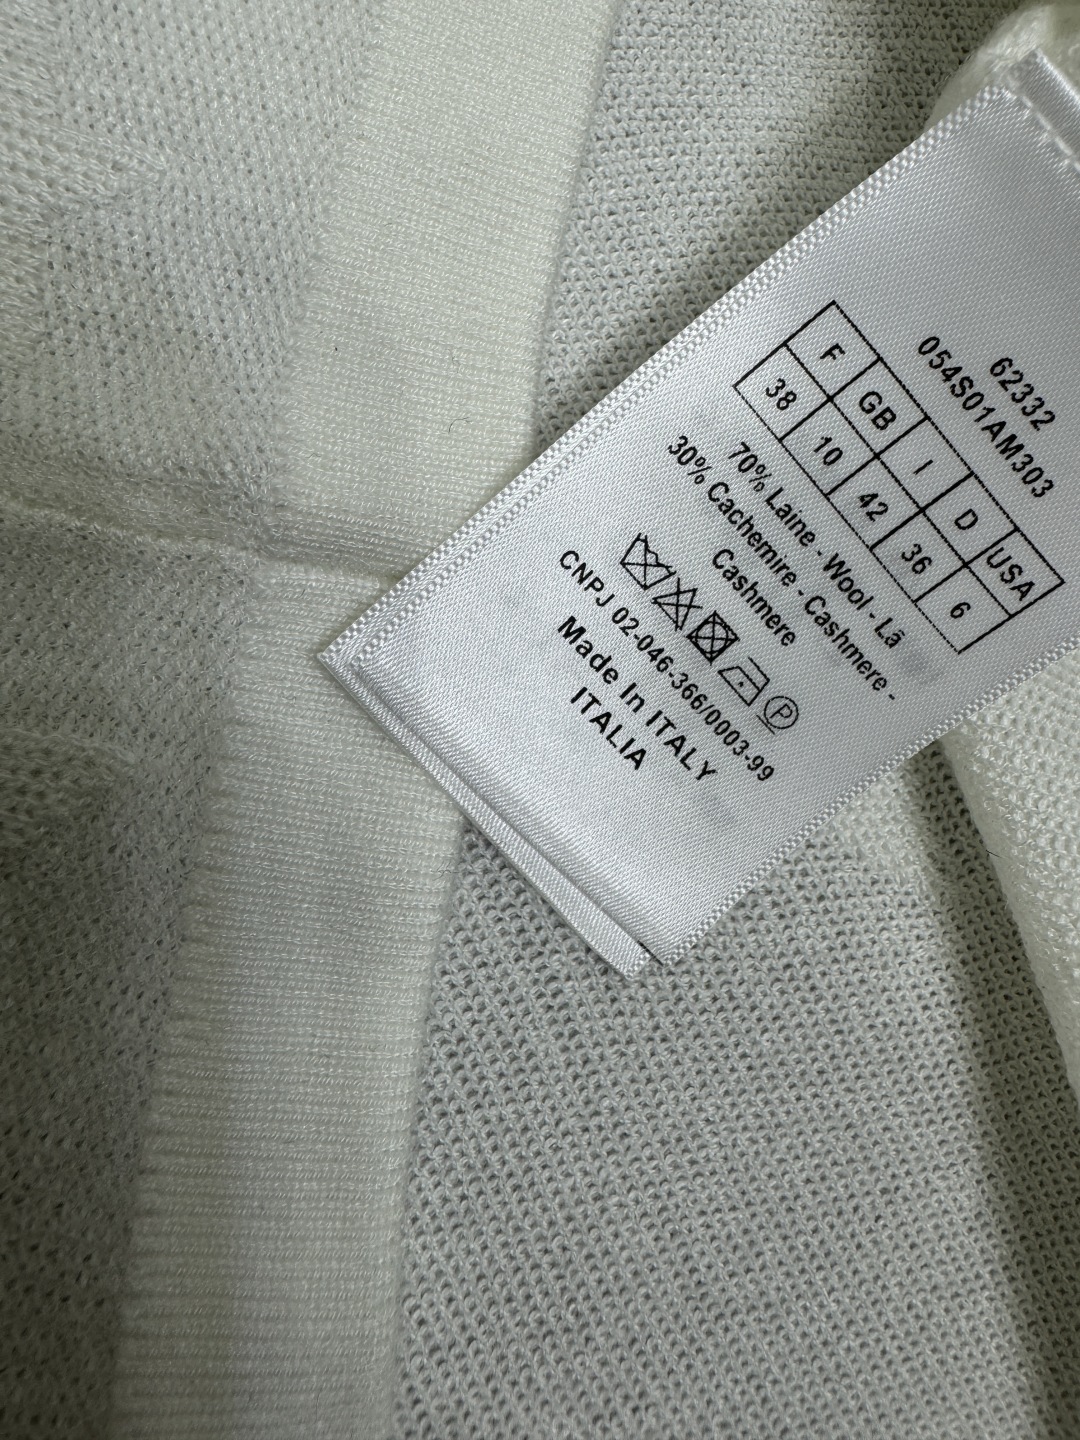 62332
054S01AM303
F GB I D USA
38 10 42 36 6
70% Laine - Wool - Lã
30% Cachemire - Cashmere -
Cashmere
P
CNPJ 02-046-366/0003-99
Made In ITALY
ITALIA